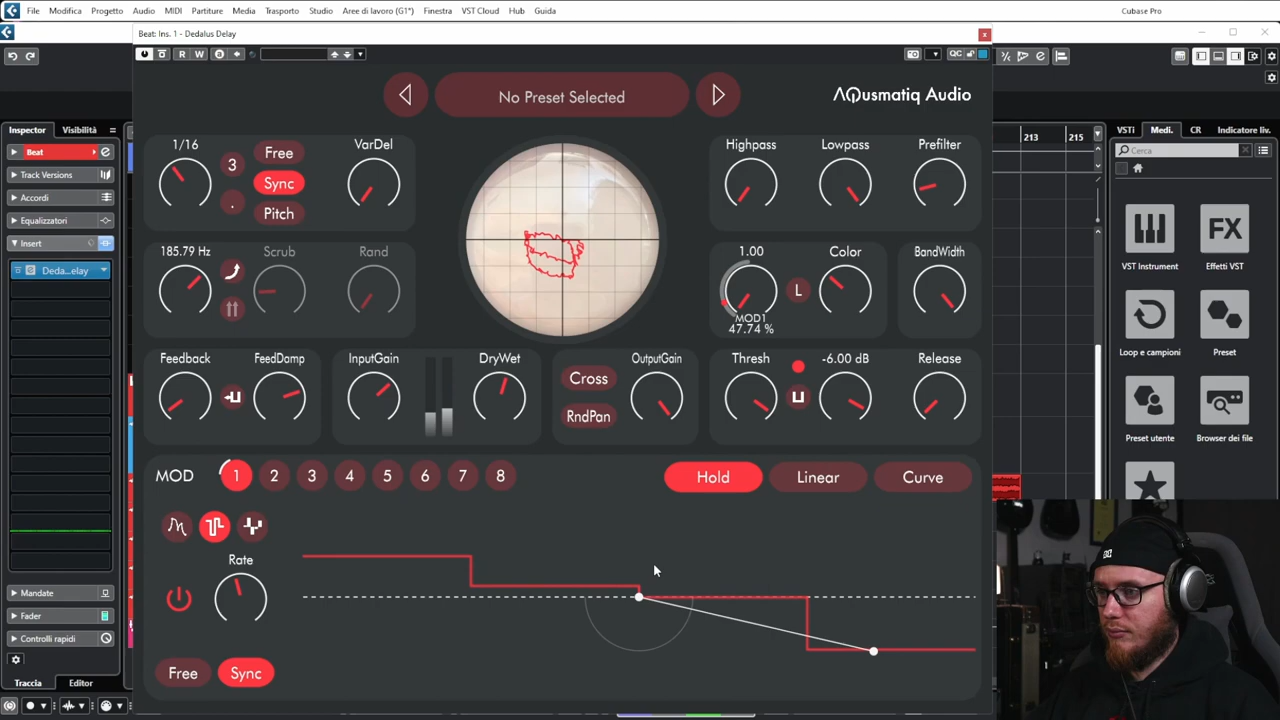 File Modifica Progetto Audio MIDI Partiture Media Trasporto Studio Aree di lavoro (G1*) Finestra VST Cloud Hub Guida Cubase Pro
Beat: Ins. 1 - Dedalus Delay
R W QC
No Preset Selected
AQusmatiq Audio
Inspector Visibilità
Beat
Track Versions
Accordi
Equalizzatori
Insert
Deda...elay
Mandate
Fader
Controlli rapidi
Traccia Editor
1/16 3 Free VarDel
Sync
. Pitch
185.79 Hz Scrub Rand
Highpass Lowpass Prefilter
1.00 Color BandWidth
L
MOD1
47.74 %
Feedback FeedDamp InputGain DryWet Cross OutputGain
RndPan
Thresh -6.00 dB Release
MOD 1 2 3 4 5 6 7 8 Hold Linear Curve
Rate
Free Sync
213 215
VSTi Medi. CR Indicatore liv.
Cerca
VST Instrument Effetti VST
Loop e campioni Preset
Preset utente Browser dei file